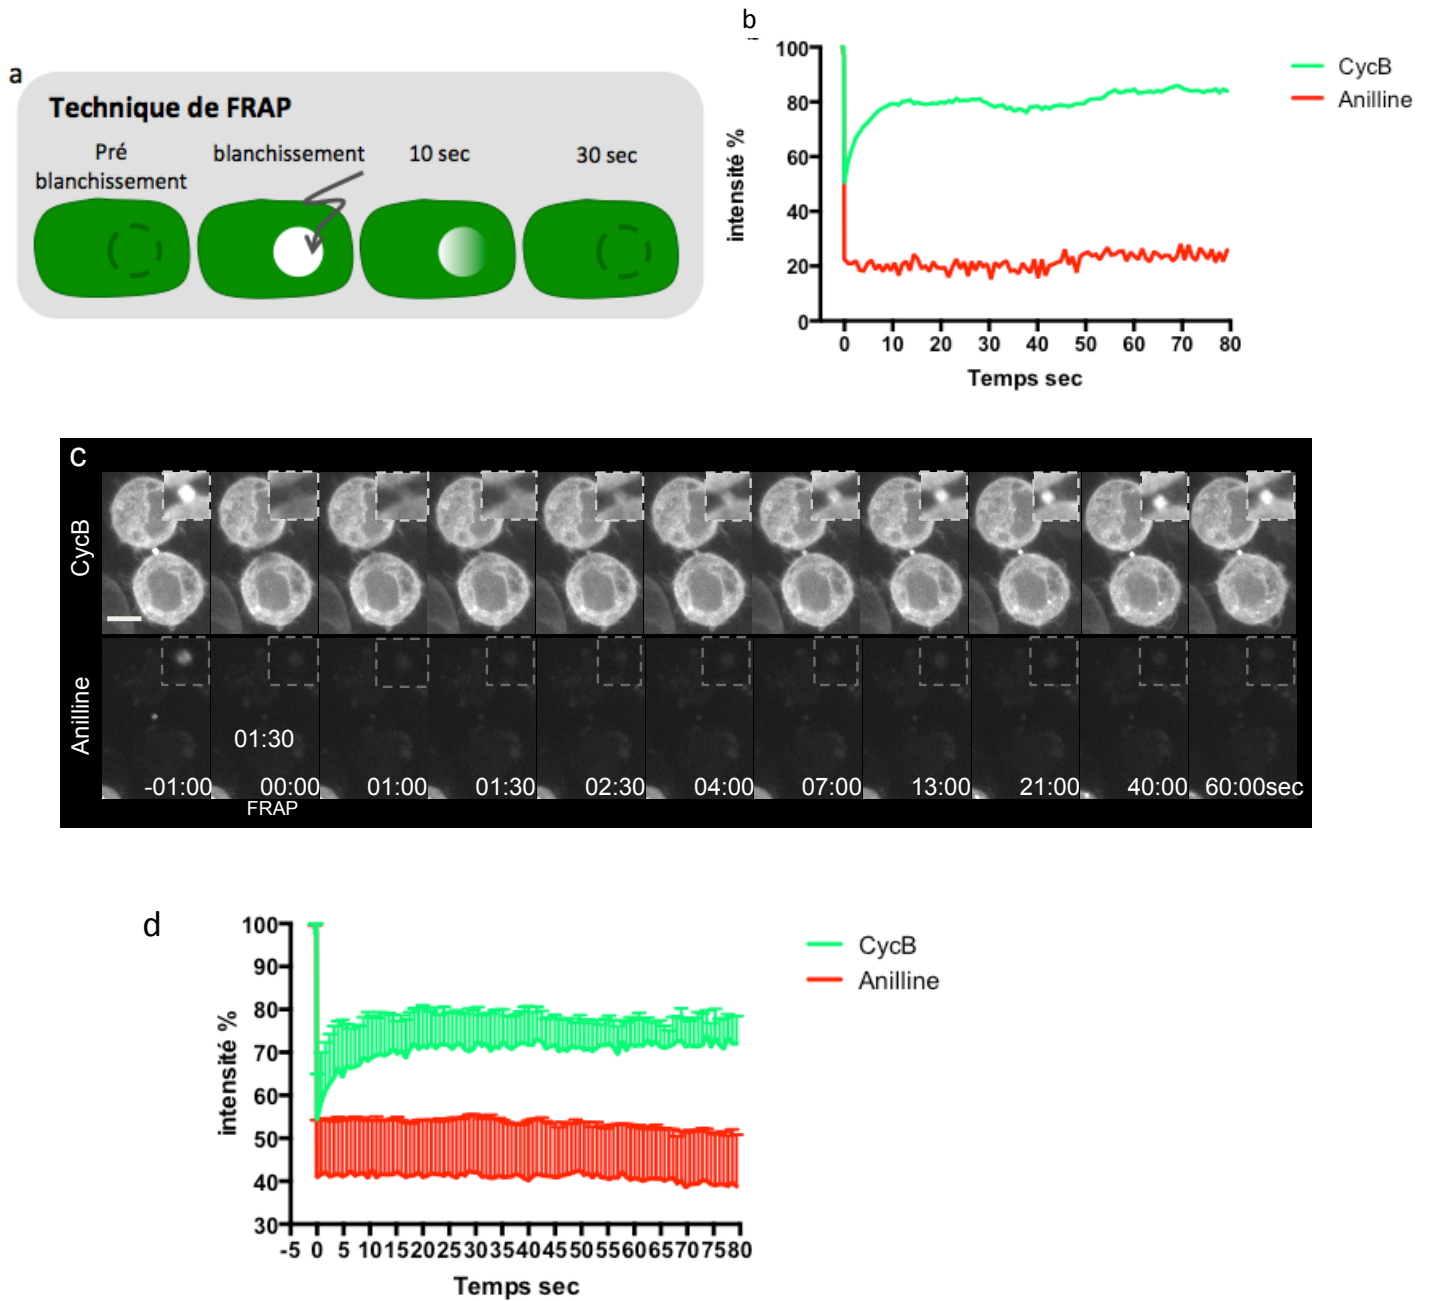 a
Technique de FRAP
Pré
blanchissement
blanchissement
10 sec
30 sec
b
100
80
60
40
20
0
intensité %
0 10 20 30 40 50 60 70 80
Temps sec
CycB
Anilline
c
CycB
Anilline
01:30
-01:00 00:00 01:00 01:30 02:30 04:00 07:00 13:00 21:00 40:00 60:00sec
FRAP
d
100
90
80
70
60
50
40
30
intensité %
-5 0 5 10 15 20 25 30 35 40 45 50 55 60 65 70 75 80
Temps sec
CycB
Anilline